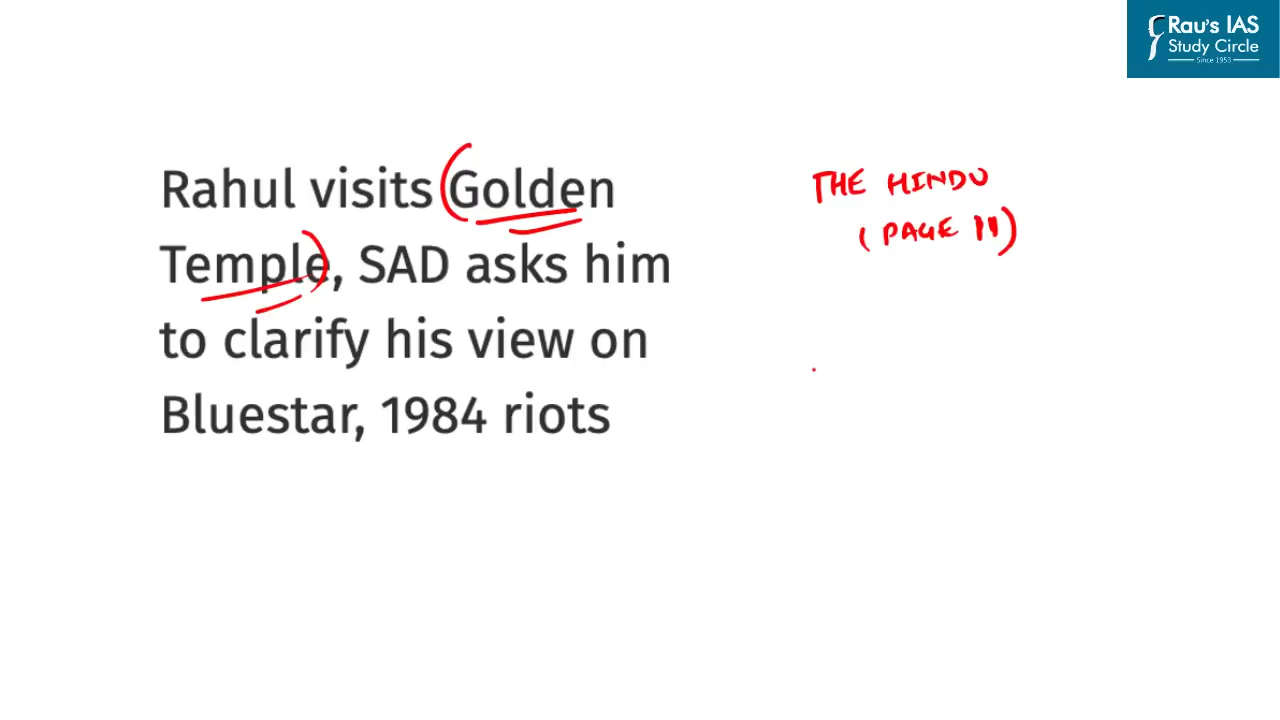 Rau's IAS
Study Circle
Since 1953
Rahul visits Golden
Temple, SAD asks him
to clarify his view on
Bluestar, 1984 riots
THE HINDU
(PAGE 11)